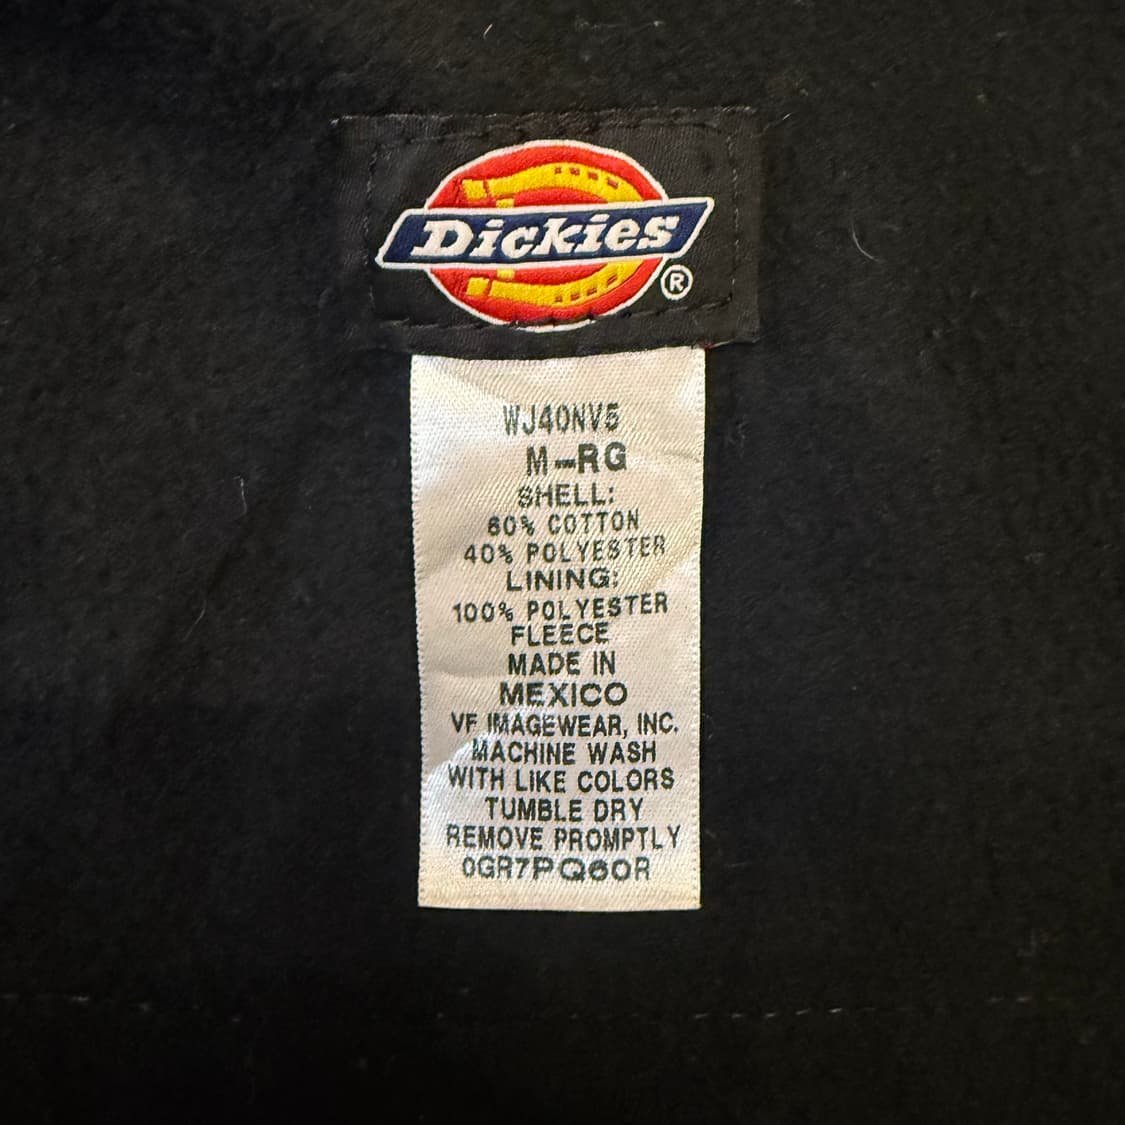 Dickies
®
WJ40NV5
M-RG
SHELL:
60% COTTON
40% POLYESTER
LINING:
100% POLYESTER
FLEECE
MADE IN
MEXICO
VF IMAGEWEAR, INC.
MACHINE WASH
WITH LIKE COLORS
TUMBLE DRY
REMOVE PROMPTLY
0GR7PQ60R